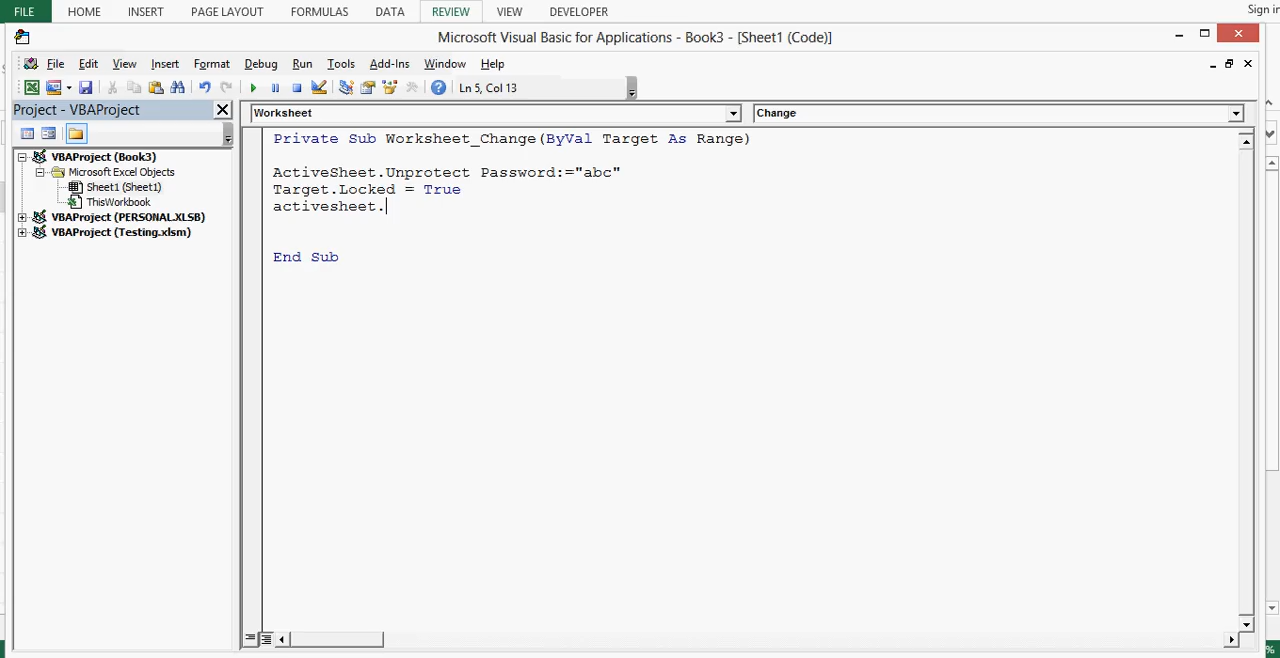 FILE HOME INSERT PAGE LAYOUT FORMULAS DATA REVIEW VIEW DEVELOPER Sign in
Microsoft Visual Basic for Applications - Book3 - [Sheet1 (Code)]
File Edit View Insert Format Debug Run Tools Add-Ins Window Help
Ln 5, Col 13
Project - VBAProject
Worksheet Change
VBAProject (Book3)
Microsoft Excel Objects
Sheet1 (Sheet1)
ThisWorkbook
VBAProject (PERSONAL.XLSB)
VBAProject (Testing.xlsm)
Private Sub Worksheet_Change(ByVal Target As Range)
ActiveSheet.Unprotect Password:="abc"
Target.Locked = True
activesheet.
End Sub
%